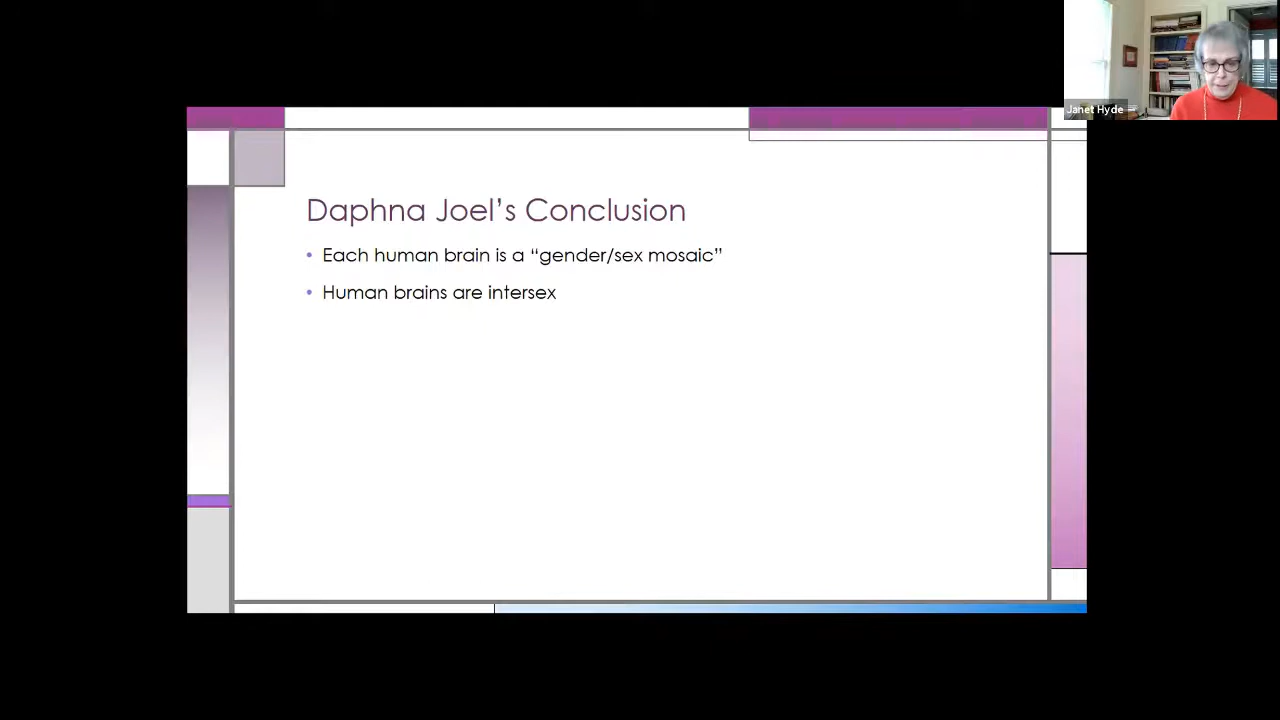 Janet Hyde
Daphna Joel’s Conclusion
• Each human brain is a “gender/sex mosaic”
• Human brains are intersex